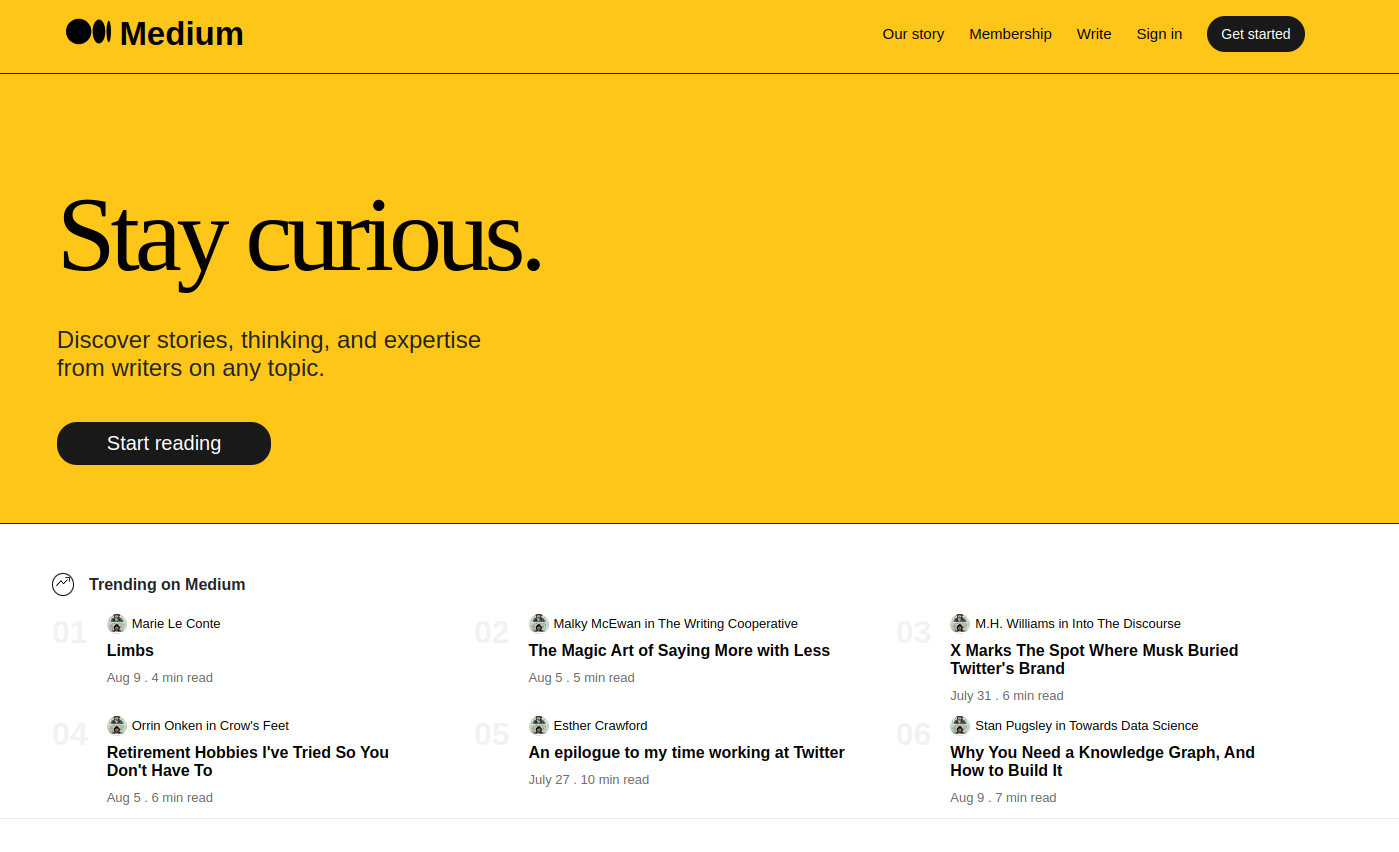 Medium
Our story
Membership
Write
Sign in
Get started
Stay curious.
Discover stories, thinking, and expertise
from writers on any topic.
Start reading
Trending on Medium
01
Marie Le Conte
Limbs
Aug 9 . 4 min read
02
Malky McEwan in The Writing Cooperative
The Magic Art of Saying More with Less
Aug 5 . 5 min read
03
M.H. Williams in Into The Discourse
X Marks The Spot Where Musk Buried
Twitter's Brand
July 31 . 6 min read
04
Orrin Onken in Crow's Feet
Retirement Hobbies I've Tried So You
Don't Have To
Aug 5 . 6 min read
05
Esther Crawford
An epilogue to my time working at Twitter
July 27 . 10 min read
06
Stan Pugsley in Towards Data Science
Why You Need a Knowledge Graph, And
How to Build It
Aug 9 . 7 min read